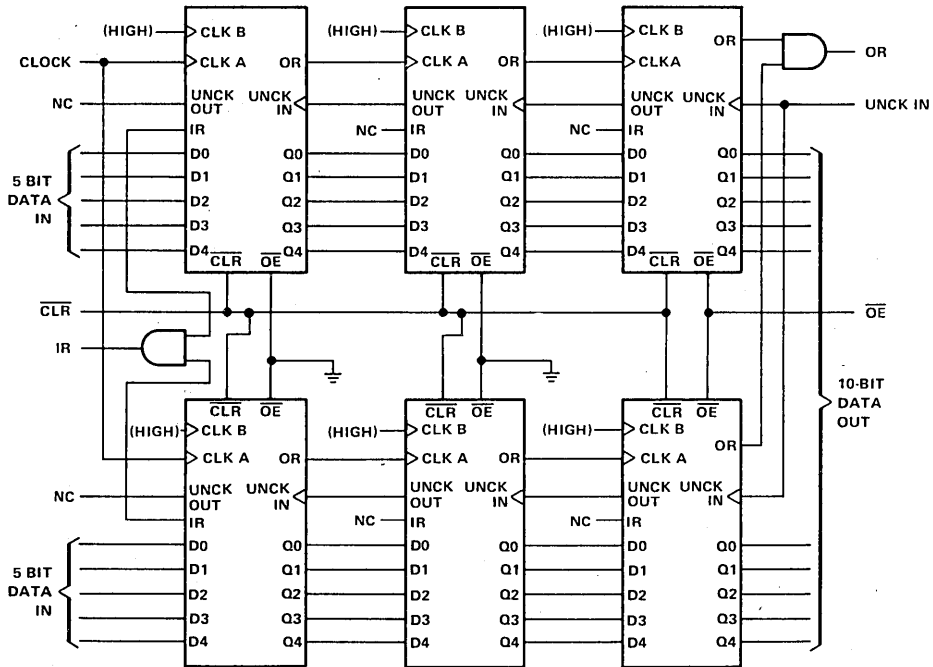 (HIGH) CLK B (HIGH) CLK B (HIGH) CLK B
OR OR
CLOCK CLK A OR CLK A OR CLKA
NC UNCK OUT UNCK IN UNCK OUT UNCK IN UNCK OUT UNCK IN UNCK IN
IR NC IR NC IR
D0 Q0 D0 Q0 D0 Q0
5 BIT DATA IN
D1 Q1 D1 Q1 D1 Q1
D2 Q2 D2 Q2 D2 Q2
D3 Q3 D3 Q3 D3 Q3
D4 Q4 D4 Q4 D4 Q4
CLR OE CLR OE CLR OE
CLR OE
IR
10-BIT DATA OUT
CLR OE CLR OE CLR OE
(HIGH) CLK B (HIGH) CLK B (HIGH) CLK B
OR
CLK A OR CLK A OR CLK A
NC UNCK OUT UNCK IN UNCK OUT UNCK IN UNCK OUT UNCK IN
IR NC IR NC IR
D0 Q0 D0 Q0 D0 Q0
5 BIT DATA IN
D1 Q1 D1 Q1 D1 Q1
D2 Q2 D2 Q2 D2 Q2
D3 Q3 D3 Q3 D3 Q3
D4 Q4 D4 Q4 D4 Q4